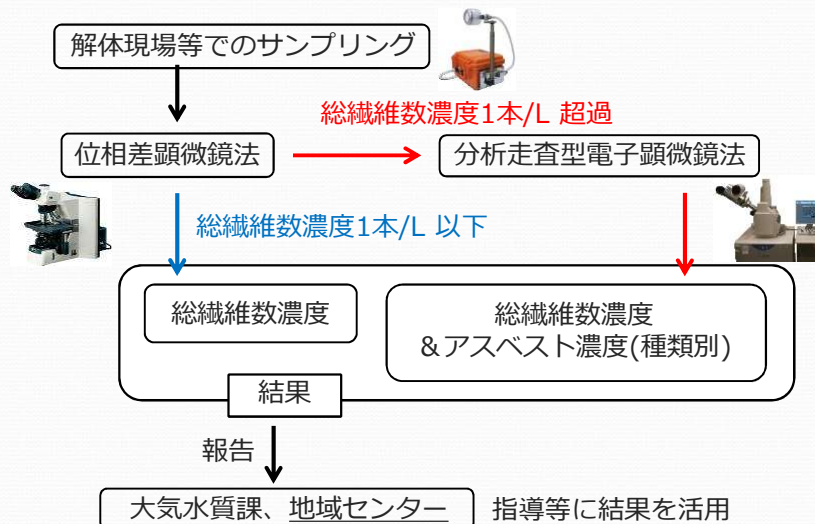 解体現場等でのサンプリング
総繊維数濃度1本/L 超過
位相差顕微鏡法
分析走査型電子顕微鏡法
総繊維数濃度1本/L 以下
総繊維数濃度
総繊維数濃度
＆アスベスト濃度(種類別)
結果
報告
大気水質課、地域センター
指導等に結果を活用